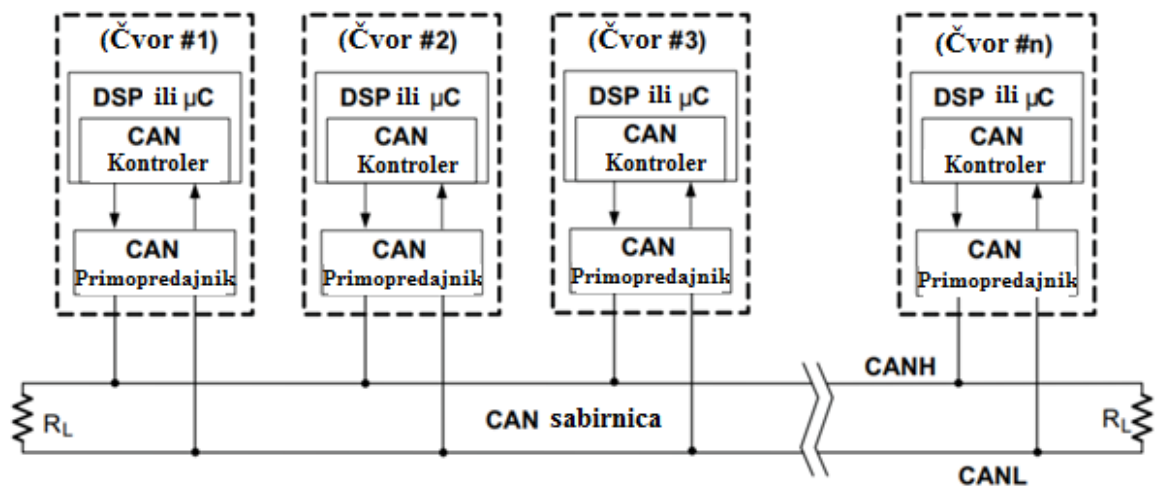 (Čvor #1)
DSP ili µC
CAN
Kontroler
CAN
Primopredajnik
(Čvor #2)
DSP ili µC
CAN
Kontroler
CAN
Primopredajnik
(Čvor #3)
DSP ili µC
CAN
Kontroler
CAN
Primopredajnik
(Čvor #n)
DSP ili µC
CAN
Kontroler
CAN
Primopredajnik
CANH
RL
CAN sabirnica
RL
CANL